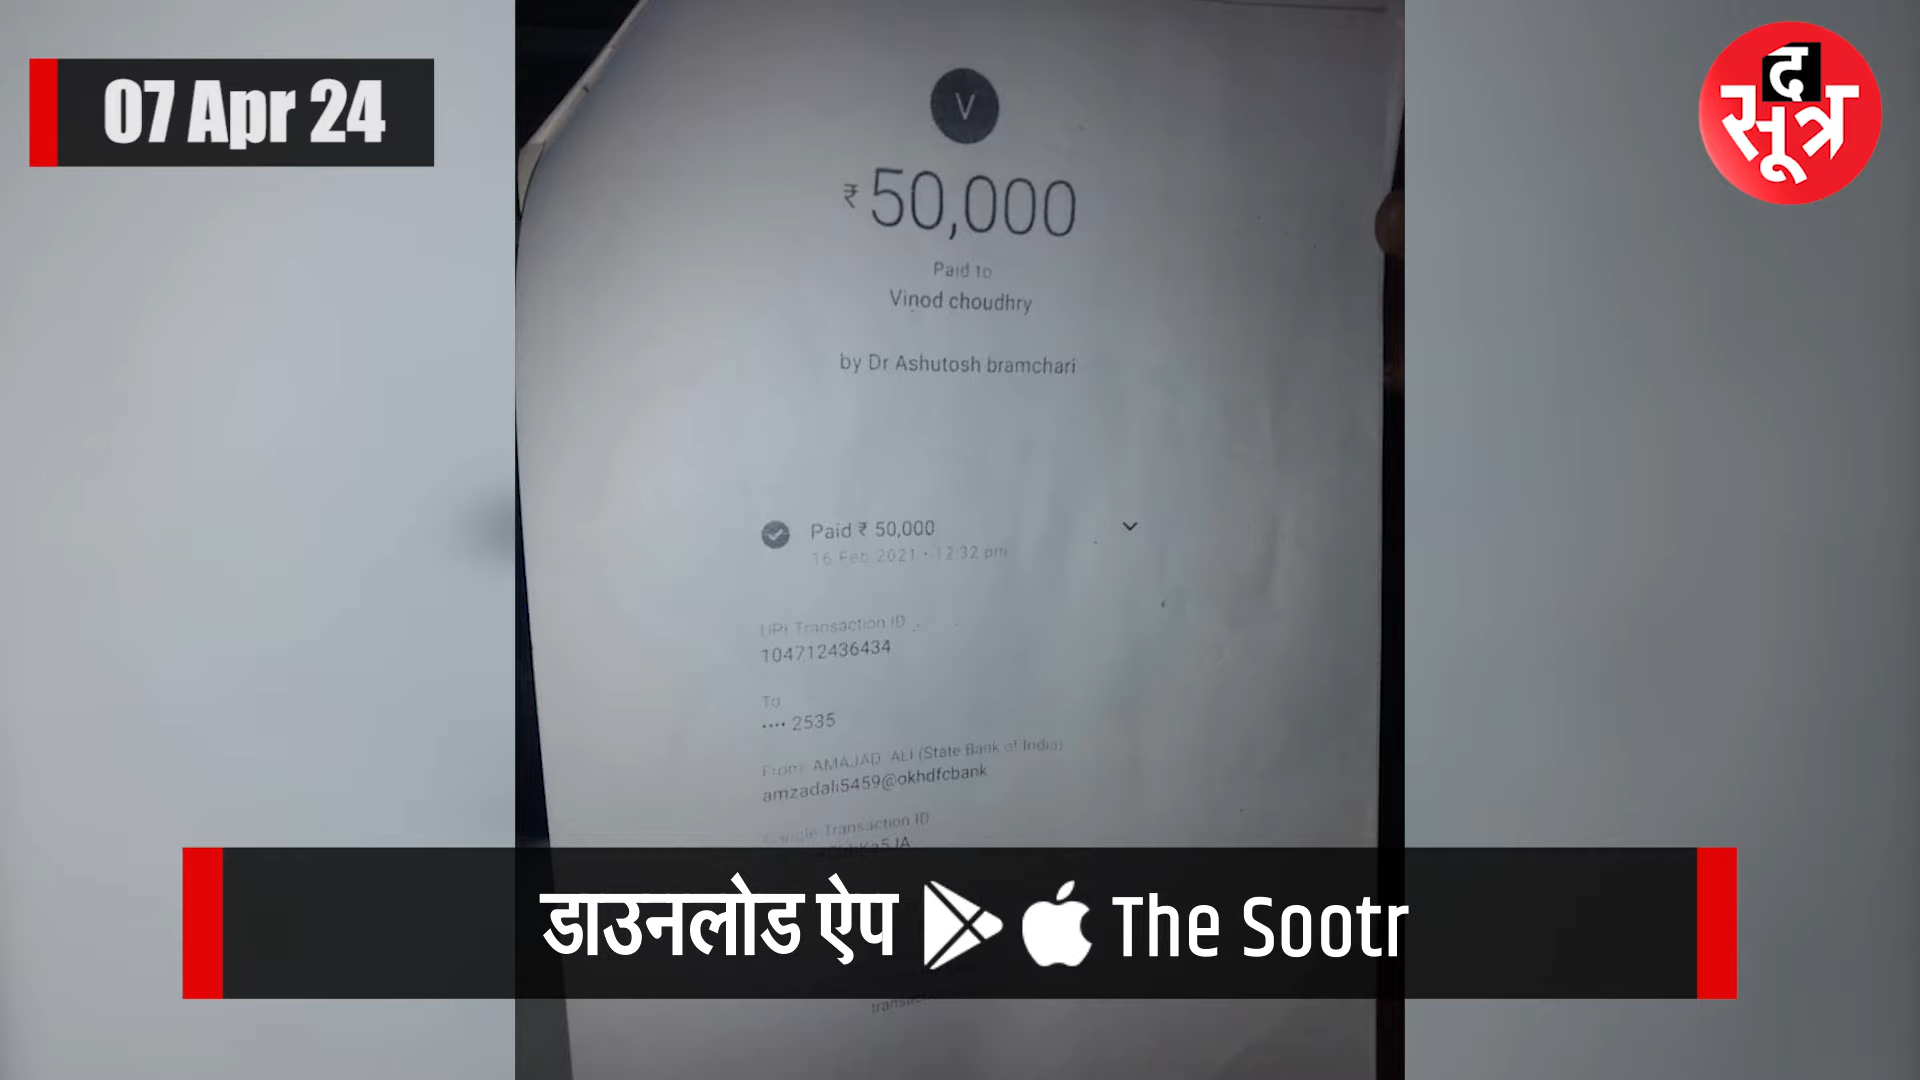 07 Apr 24
द
सूत्र
V
₹ 50,000
Paid to
Vinod choudhry
by Dr Ashutosh bramchari
Paid ₹ 50,000
16 Feb 2021 • 12:32 pm
UPI Transaction ID
104712436434
To
•••• 2535
From: AMAJAD ALI (State Bank of India)
amzadali5459@okhdfcbank
Transaction ID
डाउनलोड ऐप The Sootr